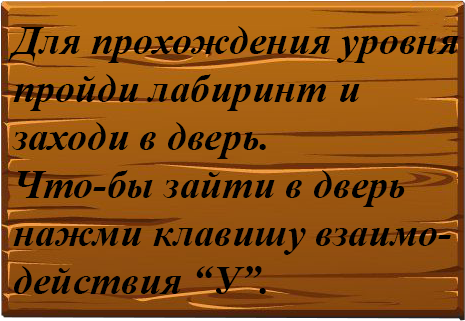 Для прохождения уровня
пройди лабиринт и
заходи в дверь.
Что-бы зайти в дверь
нажми клавишу взаимо-
действия “У”.